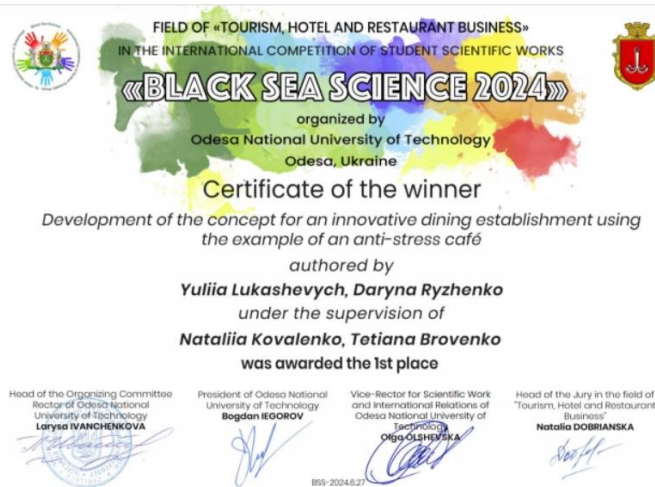 FIELD OF «TOURISM, HOTEL AND RESTAURANT BUSINESS»
IN THE INTERNATIONAL COMPETITION OF STUDENT SCIENTIFIC WORKS
«BLACK SEA SCIENCE 2024»
organized by
Odesa National University of Technology
Odesa, Ukraine
Certificate of the winner
Development of the concept for an innovative dining establishment using
the example of an anti-stress café
authored by
Yuliia Lukashevych, Daryna Ryzhenko
under the supervision of
Nataliia Kovalenko, Tetiana Brovenko
was awarded the 1st place
Head of the Organizing Committee
Rector of Odesa National
University of Technology
Larysa IVANCHENKOVA
President of Odesa National
University of Technology
Bogdan IEGOROV
Vice-Rector for Scientific Work
and International Relations of
Odesa National University of
Technology
Olga OLSHEVSKA
Head of the Jury in the field of
"Tourism, Hotel and Restaurant
Business"
Natalia DOBRIANSKA
BSS-2024.6.27